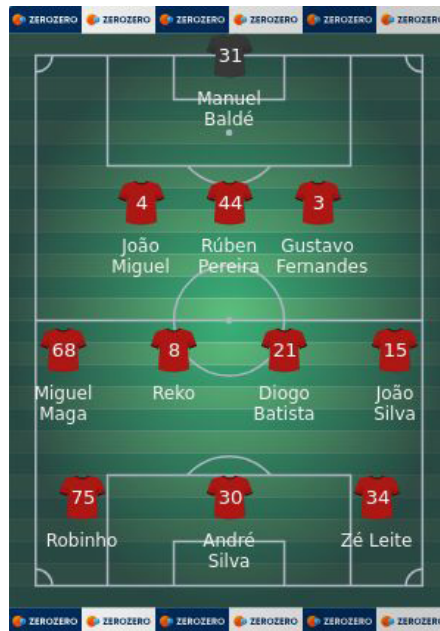 ZEROZERO ZEROZERO ZEROZERO ZEROZERO ZEROZERO ZEROZERO
31
Manuel
Baldé
4 44 3
João Rúben Gustavo
Miguel Pereira Fernandes
68 8 21 15
Miguel Reko Diogo João
Maga Batista Silva
75 30 34
Robinho André Zé Leite
Silva
ZEROZERO ZEROZERO ZEROZERO ZEROZERO ZEROZERO ZEROZERO